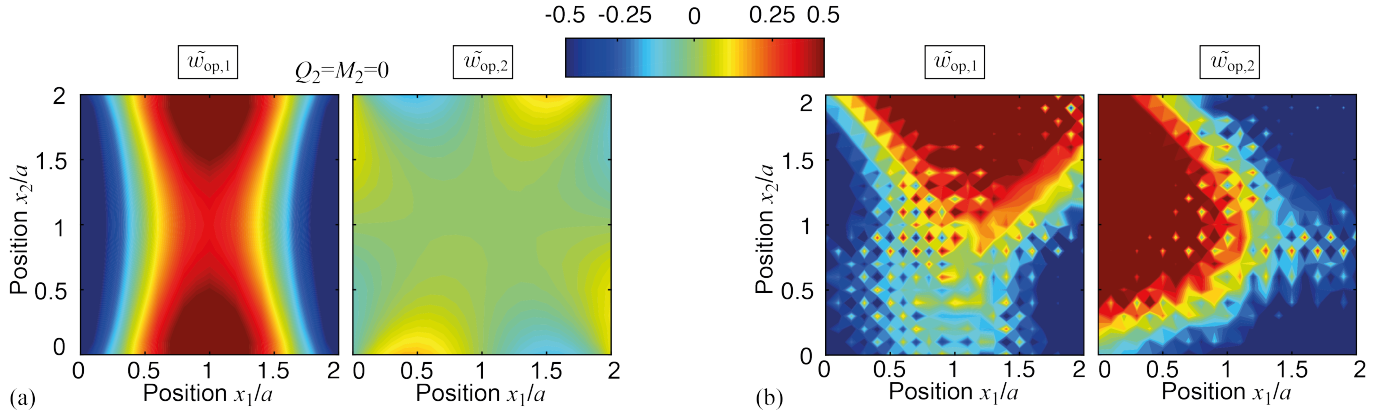 -0.5 -0.25 0 0.25 0.5
w̃op,1
Q2=M2=0
w̃op,2
w̃op,1
w̃op,2
2
1.5
1
0.5
0
Position x2/a
0 0.5 1 1.5 2
0 0.5 1 1.5 2
Position x1/a
Position x1/a
(a)
2
1.5
1
0.5
0
Position x2/a
0 0.5 1 1.5 2
0 0.5 1 1.5 2
Position x1/a
Position x1/a
(b)